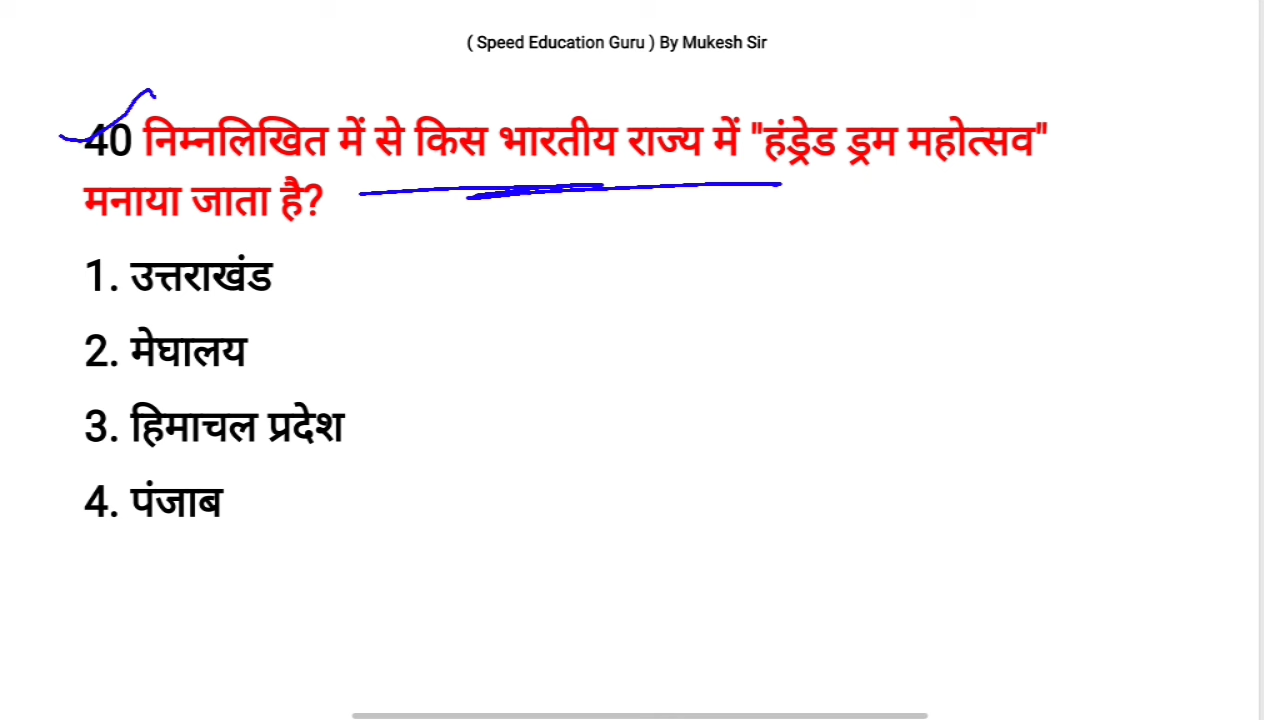 ( Speed Education Guru ) By Mukesh Sir
40 निम्नलिखित में से किस भारतीय राज्य में "हंड्रेड ड्रम महोत्सव"
मनाया जाता है?
1. उत्तराखंड
2. मेघालय
3. हिमाचल प्रदेश
4. पंजाब